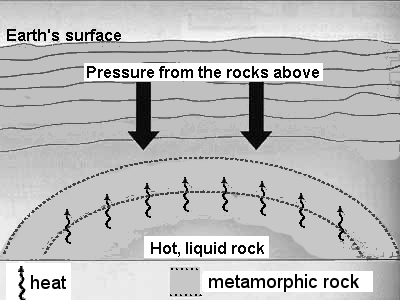 Earth's surface
Pressure from the rocks above
Hot, liquid rock
heat
metamorphic rock